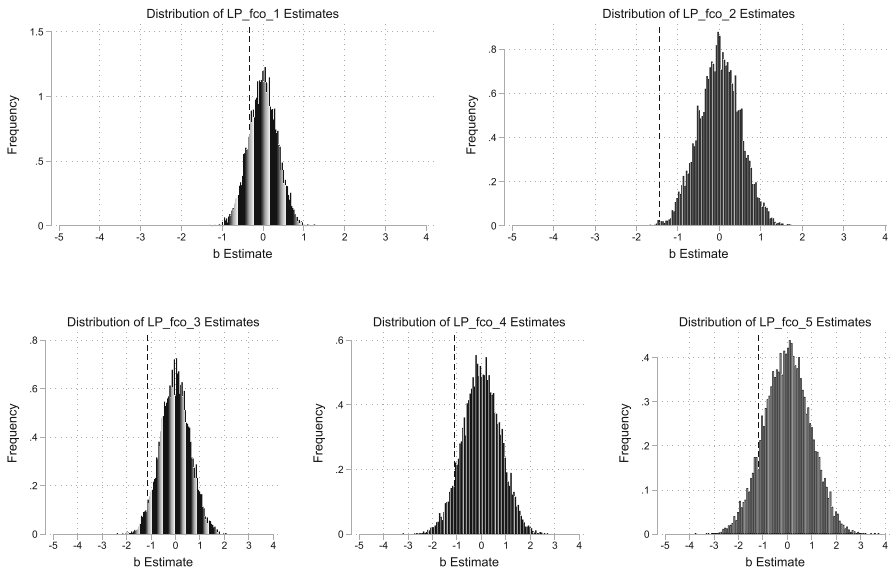 Distribution of LP_fco_1 Estimates
Frequency
1.5
1
.5
0
-5 -4 -3 -2 -1 0 1 2 3 4
b Estimate
Distribution of LP_fco_2 Estimates
Frequency
.8
.6
.4
.2
0
-5 -4 -3 -2 -1 0 1 2 3 4
b Estimate
Distribution of LP_fco_3 Estimates
Frequency
.8
.6
.4
.2
0
-5 -4 -3 -2 -1 0 1 2 3 4
b Estimate
Distribution of LP_fco_4 Estimates
Frequency
.6
.4
.2
0
-5 -4 -3 -2 -1 0 1 2 3 4
b Estimate
Distribution of LP_fco_5 Estimates
Frequency
.4
.3
.2
.1
0
-5 -4 -3 -2 -1 0 1 2 3 4
b Estimate